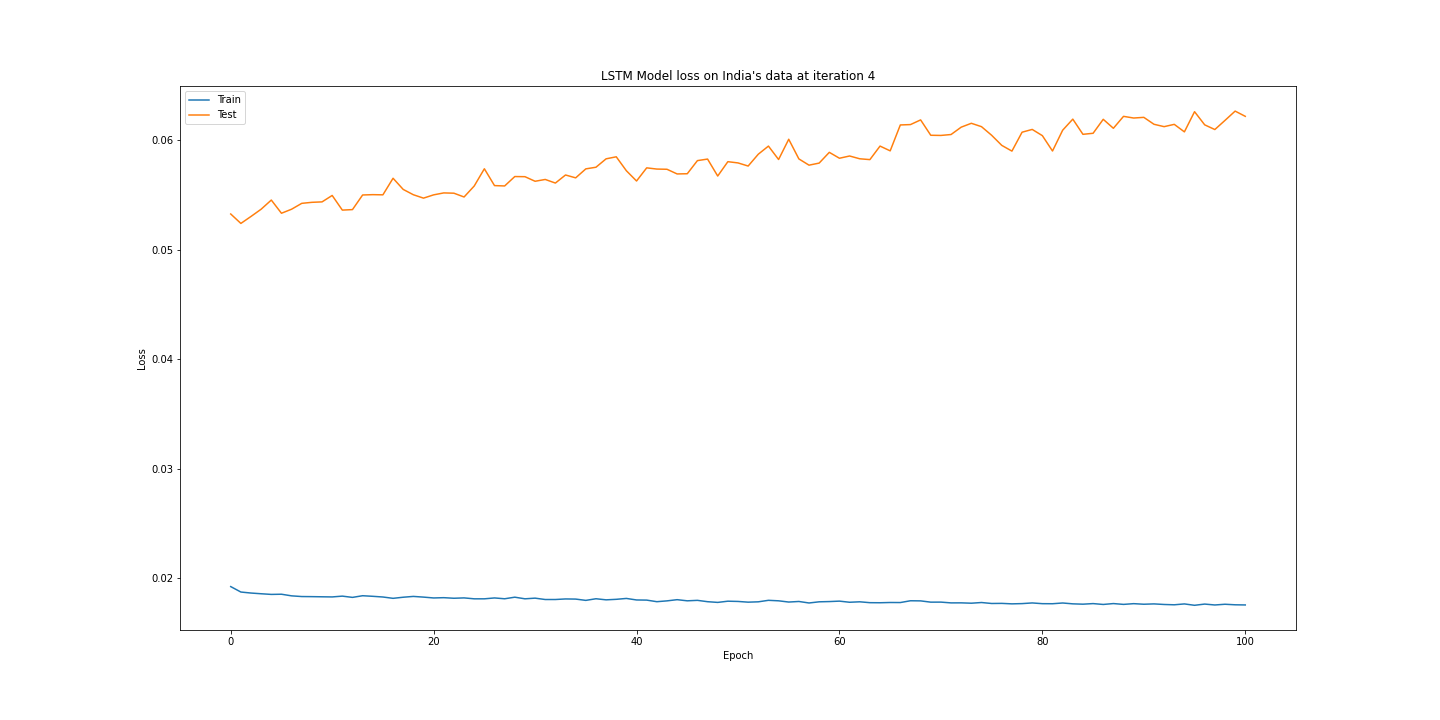 LSTM Model loss on India's data at iteration 4
Train
Test
0.06
0.05
0.04
0.03
0.02
Loss
0 20 40 60 80 100
Epoch